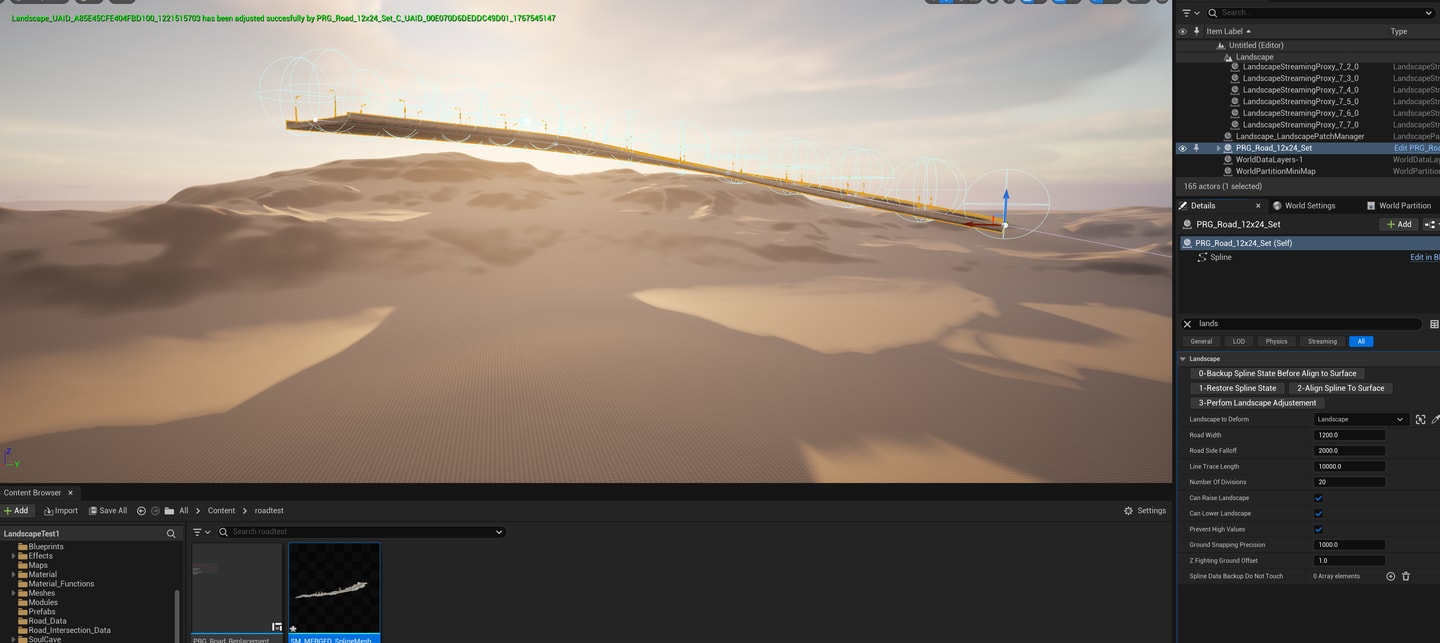 Landscape_UAID_A85E45CFE404FBD100_1221515703 has been adjusted succesfully by PRG_Road_12x24_Set_C_UAID_00E070D6DEDDC49D01_1767545147
Z
Y
Search...
Item Label
Type
Untitled (Editor)
Landscape
LandscapeStreamingProxy_7_2_0 LandscapeStr
LandscapeStreamingProxy_7_3_0 LandscapeStr
LandscapeStreamingProxy_7_4_0 LandscapeStr
LandscapeStreamingProxy_7_5_0 LandscapeStr
LandscapeStreamingProxy_7_6_0 LandscapeStr
LandscapeStreamingProxy_7_7_0 LandscapeStr
Landscape_LandscapePatchManager LandscapePa
PRG_Road_12x24_Set Edit PRG_Roa
WorldDataLayers-1 WorldDataLay
WorldPartitionMiniMap WorldPartition
165 actors (1 selected)
Details
World Settings
World Partition
PRG_Road_12x24_Set
Add
PRG_Road_12x24_Set (Self)
Spline
Edit in Bl
lands
General LOD Physics Streaming All
Landscape
0-Backup Spline State Before Align to Surface
1-Restore Spline State 2-Align Spline To Surface
3-Perfom Landscape Adjustement
Landscape to Deform Landscape
Road Width 1200.0
Road Side Falloff 2000.0
Line Trace Length 10000.0
Number Of Divisions 20
Can Raise Landscape
Can Lower Landscape
Prevent High Values
Ground Snapping Precision 1000.0
Z Fighting Ground Offset 1.0
Spline Data Backup Do Not Touch 0 Array elements
Content Browser
Add Import Save All All Content roadtest Settings
LandscapeTest1
Search roadtest
Blueprints
Effects
Maps
Material
Material_Functions
Meshes
Modules
Prefabs
Road_Data
Road_Intersection_Data
SoulCave
PRG_Road_Replacement
SM_MERGED_SplineMesh